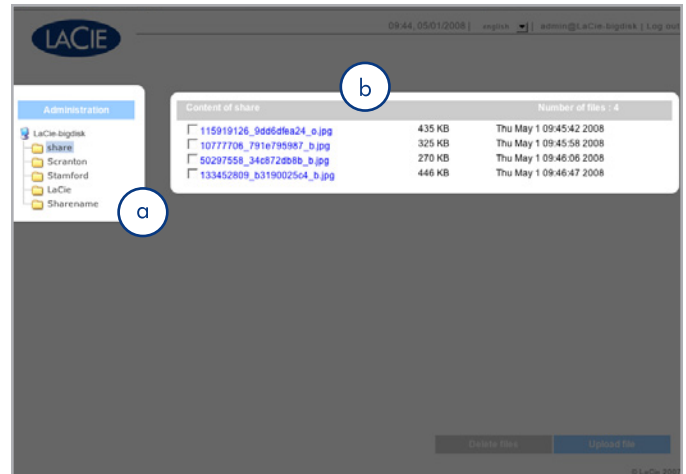 LACIE
09:44, 05/01/2008 | english | admin@LaCie-bigdisk | Log out
b
Administration
Content of share Number of files : 4
LaCie-bigdisk
share
Scranton
Stamford
LaCie
Sharename
115919126_9dd6dfea24_o.jpg 435 KB Thu May 1 09:45:42 2008
10777706_791e795987_b.jpg 325 KB Thu May 1 09:45:58 2008
50297558_34c872db8b_b.jpg 270 KB Thu May 1 09:46:06 2008
133452809_b3190025c4_b.jpg 446 KB Thu May 1 09:46:47 2008
a
Delete files Upload file
© LaCie 2008